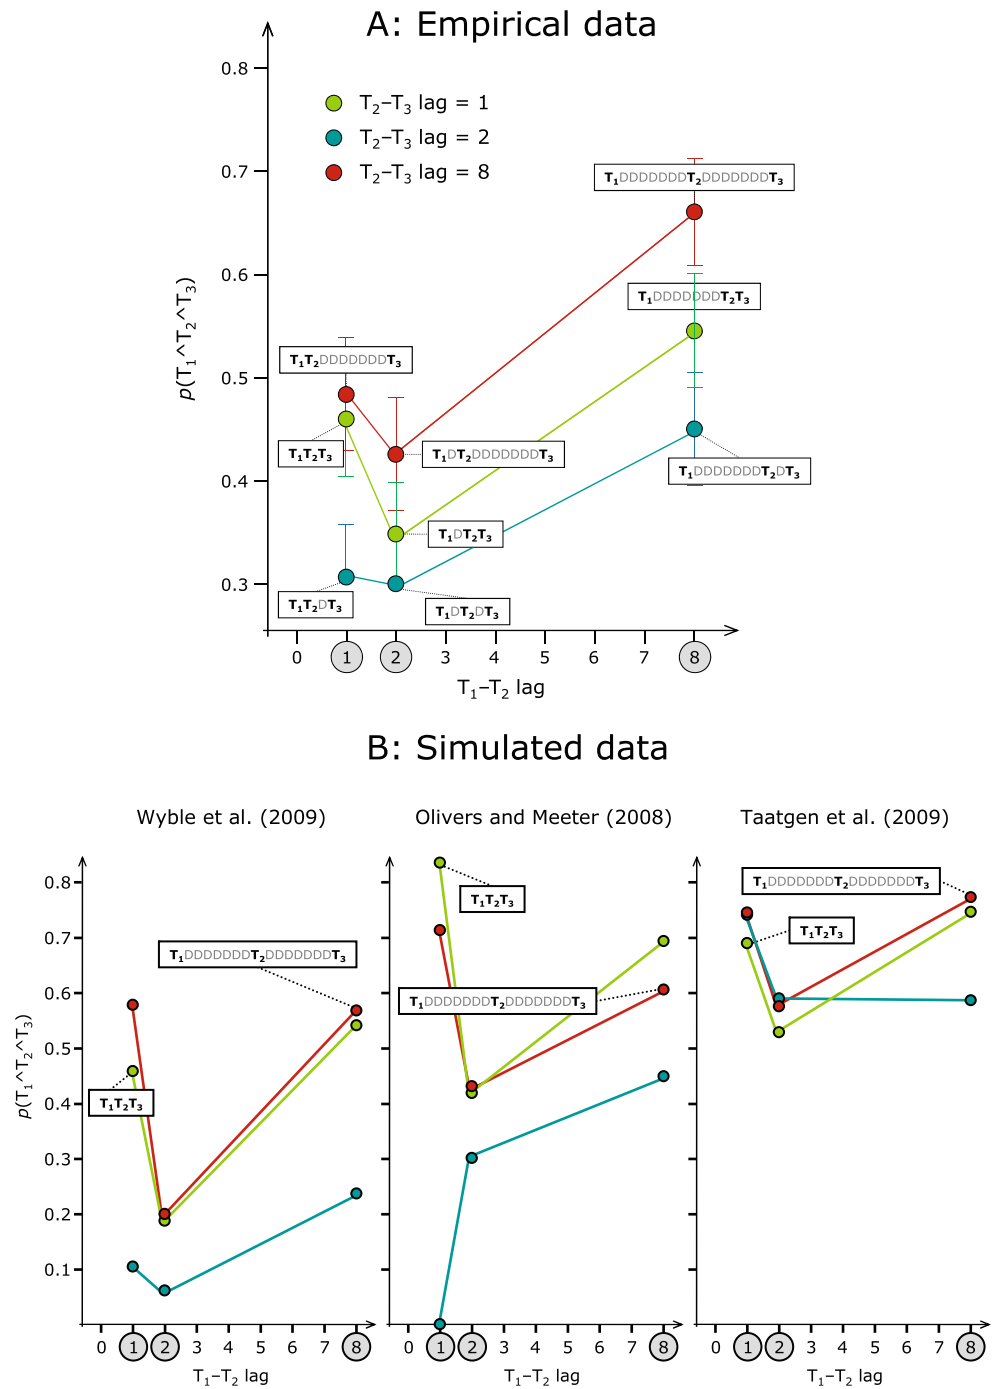 A: Empirical data
0.8
T₂–T₃ lag = 1
T₂–T₃ lag = 2
T₂–T₃ lag = 8
0.7
T₁DDDDDDDT₂DDDDDDDT₃
0.6
T₁DDDDDDDT₂T₃
p(T₁^T₂^T₃)
T₁T₂DDDDDDDT₃
0.5
T₁T₂T₃
T₁DT₂DDDDDDDT₃
T₁DDDDDDDT₂DT₃
0.4
T₁DT₂T₃
0.3
T₁T₂DT₃
T₁DT₂DT₃
0 1 2 3 4 5 6 7 8
T₁–T₂ lag
B: Simulated data
Wyble et al. (2009)
Olivers and Meeter (2008)
Taatgen et al. (2009)
0.8
0.7
0.6
0.5
0.4
0.3
0.2
0.1
p(T₁^T₂^T₃)
T₁DDDDDDDT₂DDDDDDDT₃
T₁T₂T₃
0 1 2 3 4 5 6 7 8
T₁–T₂ lag
T₁T₂T₃
T₁DDDDDDDT₂DDDDDDDT₃
0 1 2 3 4 5 6 7 8
T₁–T₂ lag
T₁DDDDDDDT₂DDDDDDDT₃
T₁T₂T₃
0 1 2 3 4 5 6 7 8
T₁–T₂ lag